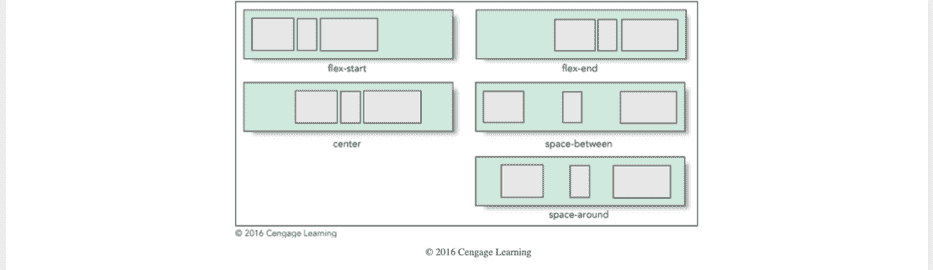 flex-start
flex-end
center
space-between
space-around
© 2016 Cengage Learning
© 2016 Cengage Learning